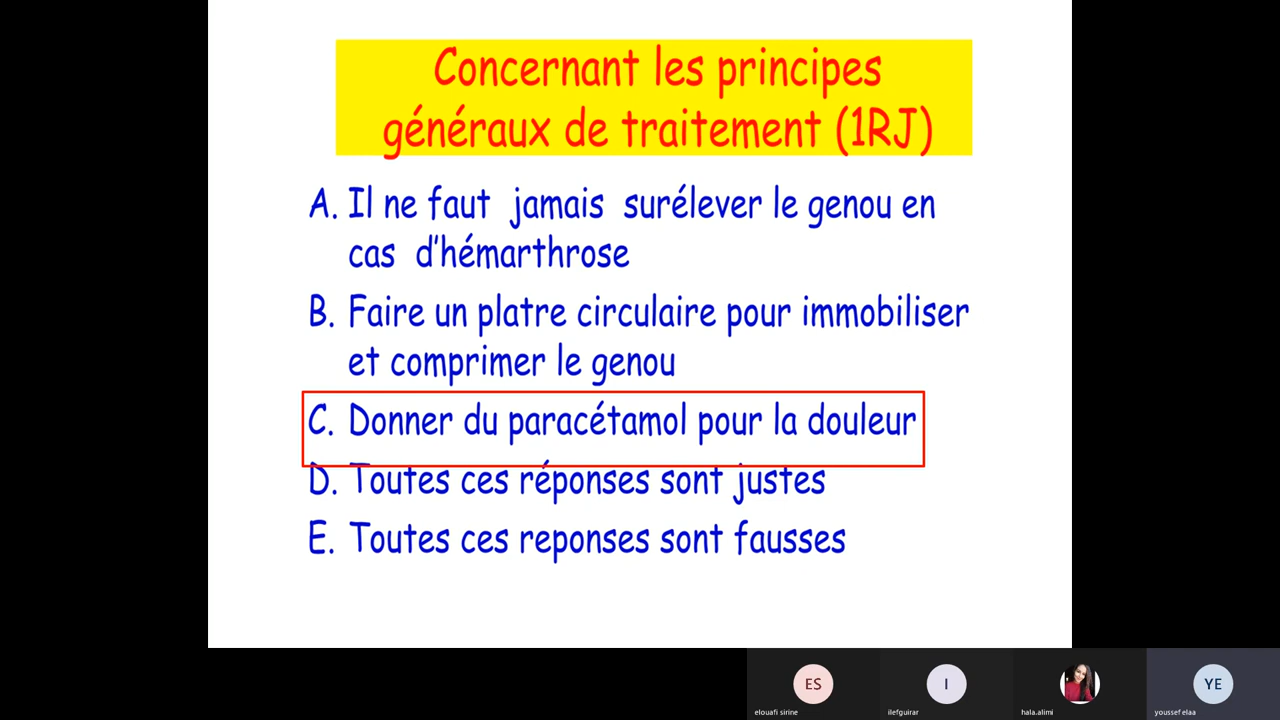 Concernant les principes
généraux de traitement (1RJ)
A. Il ne faut jamais surélever le genou en
cas d'hémarthrose
B. Faire un platre circulaire pour immobiliser
et comprimer le genou
C. Donner du paracétamol pour la douleur
D. Toutes ces réponses sont justes
E. Toutes ces reponses sont fausses
ES
I
YE
elouafi sirine
ilefguirar
hala.alimi
youssef elaa